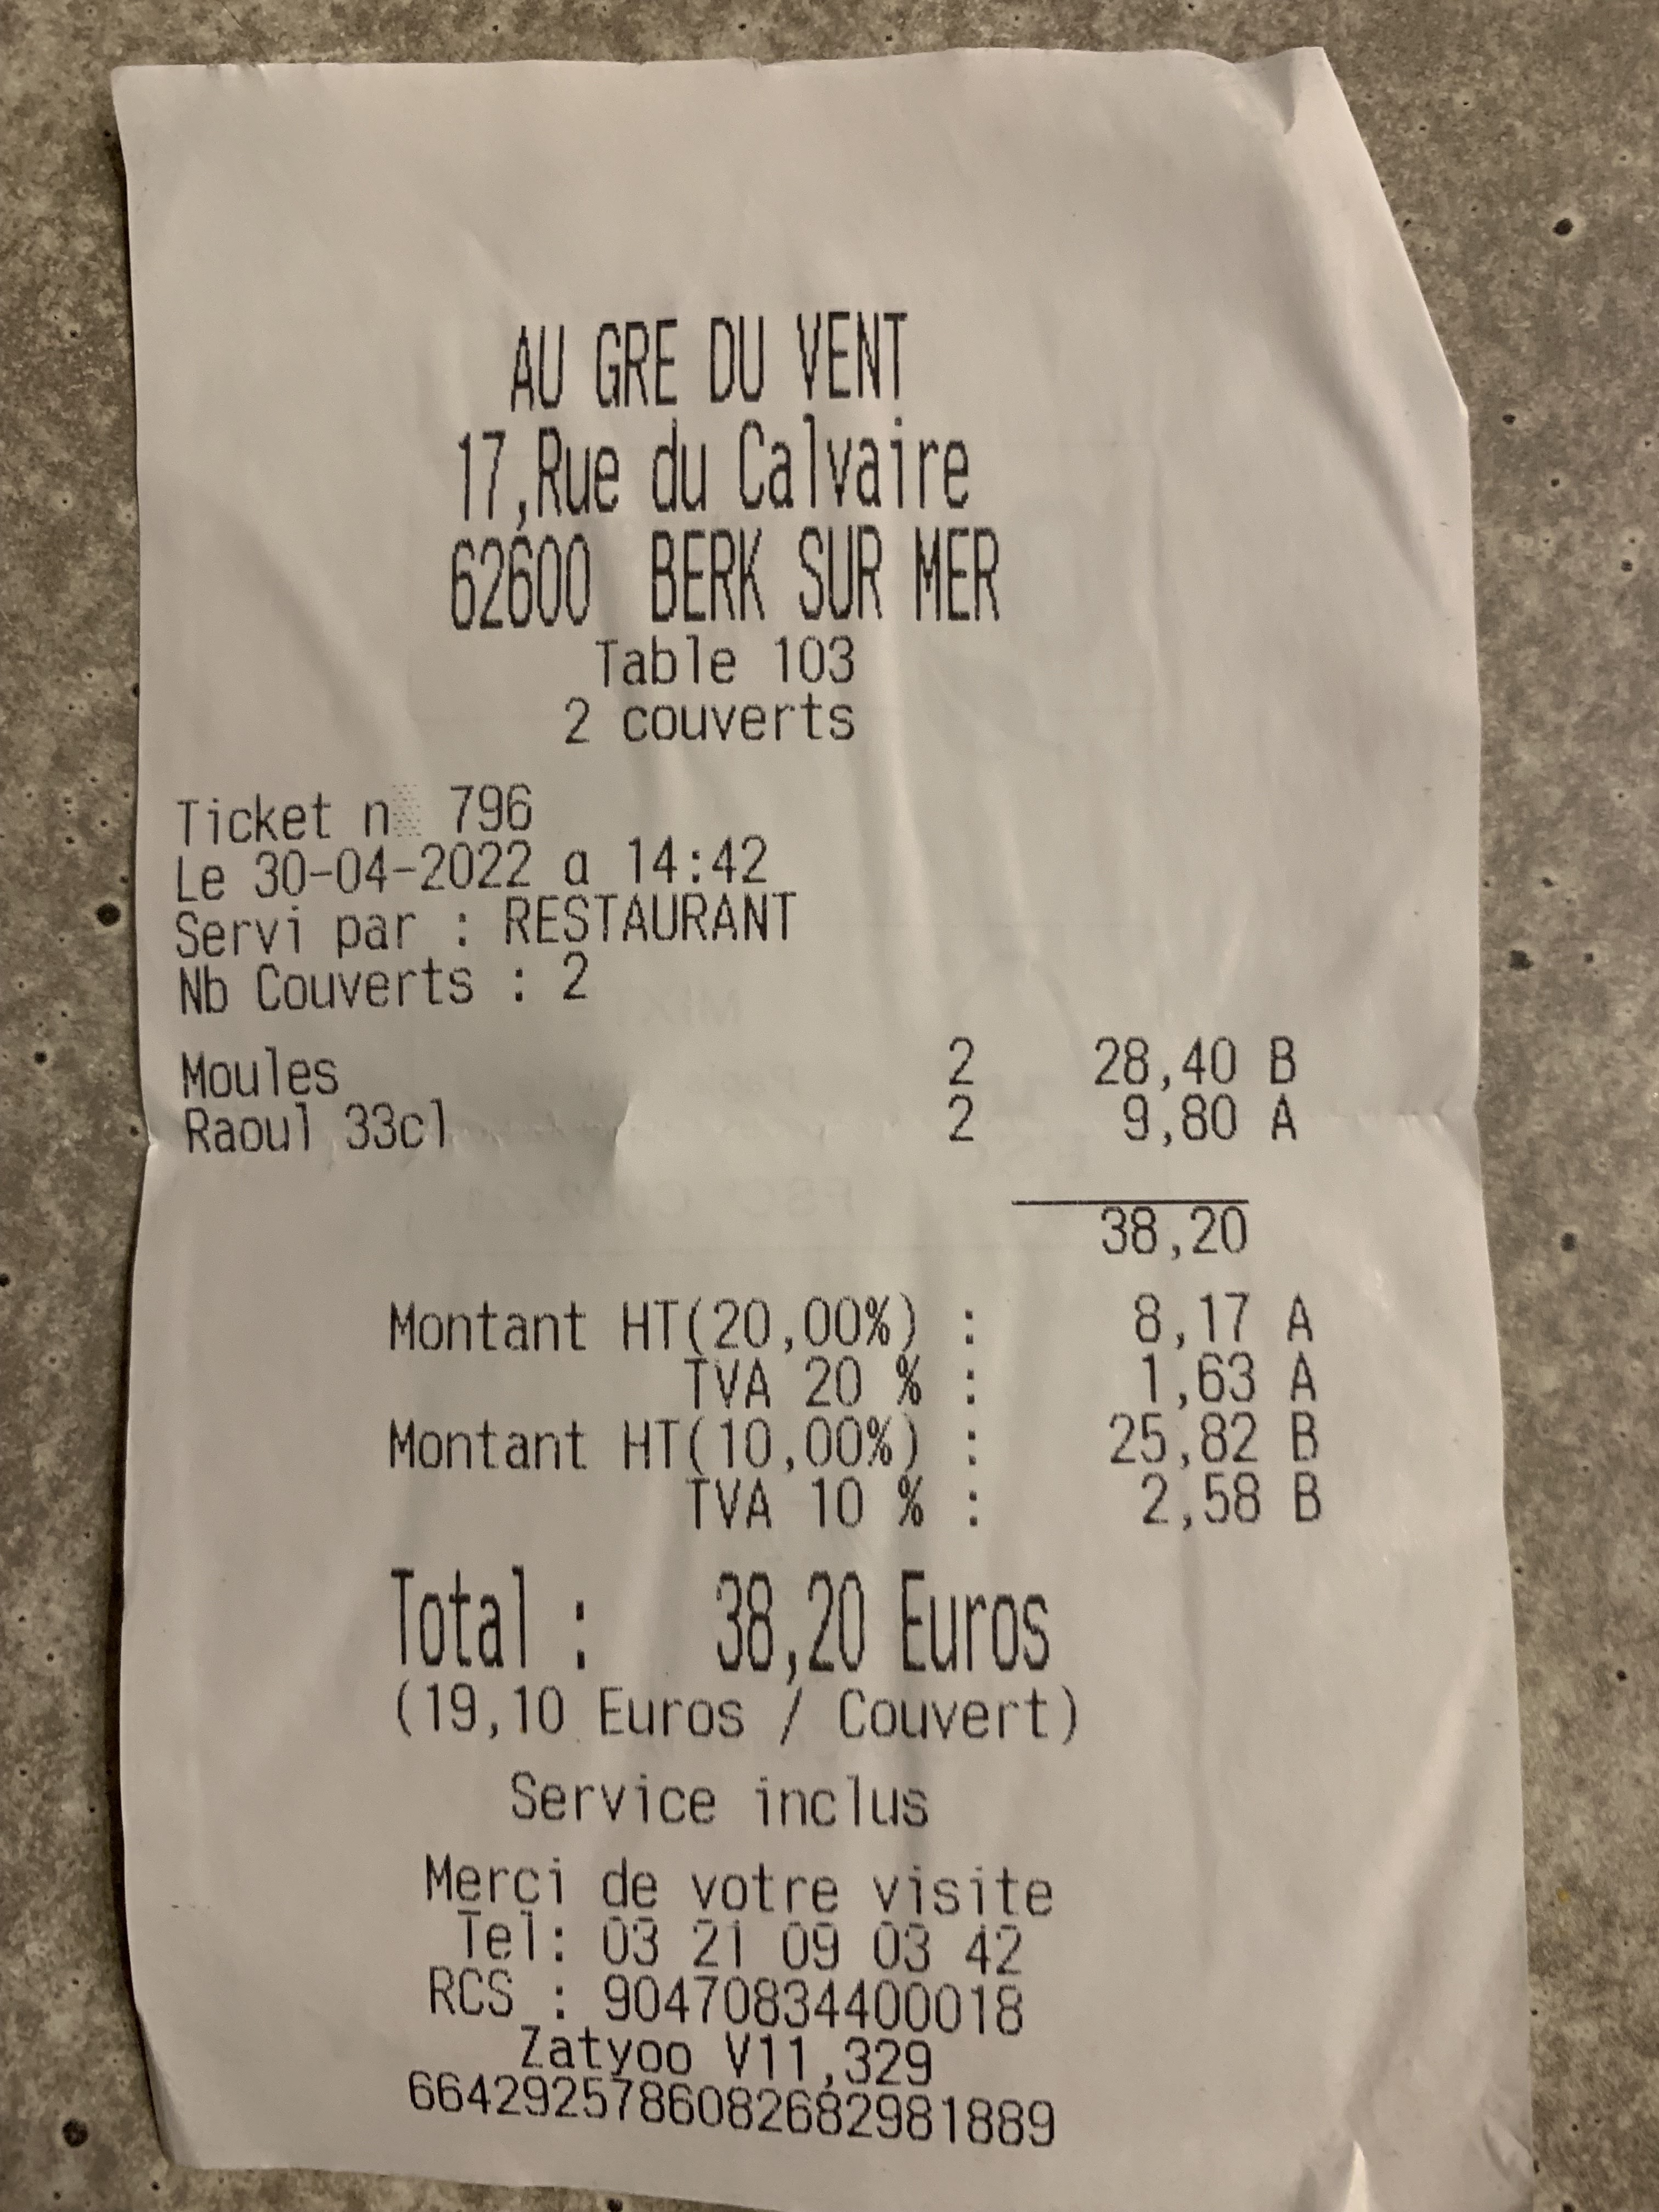 AU GRE DU VENT
17,Rue du Calvaire
62600 BERK SUR MER
Table 103
2 couverts
Ticket n 796
Le 30-04-2022 a 14:42
Servi par : RESTAURANT
Nb Couverts : 2
Moules 2 28,40 B
Raoul 33cl 2 9,80 A
38,20
Montant HT(20,00%) : 8,17 A
TVA 20 % : 1,63 A
Montant HT(10,00%) : 25,82 B
TVA 10 % : 2,58 B
Total : 38,20 Euros
(19,10 Euros / Couvert)
Service inclus
Merci de votre visite
Tel: 03 21 09 03 42
RCS : 90470834400018
Zatyoo V11,329
6642925786082682981889